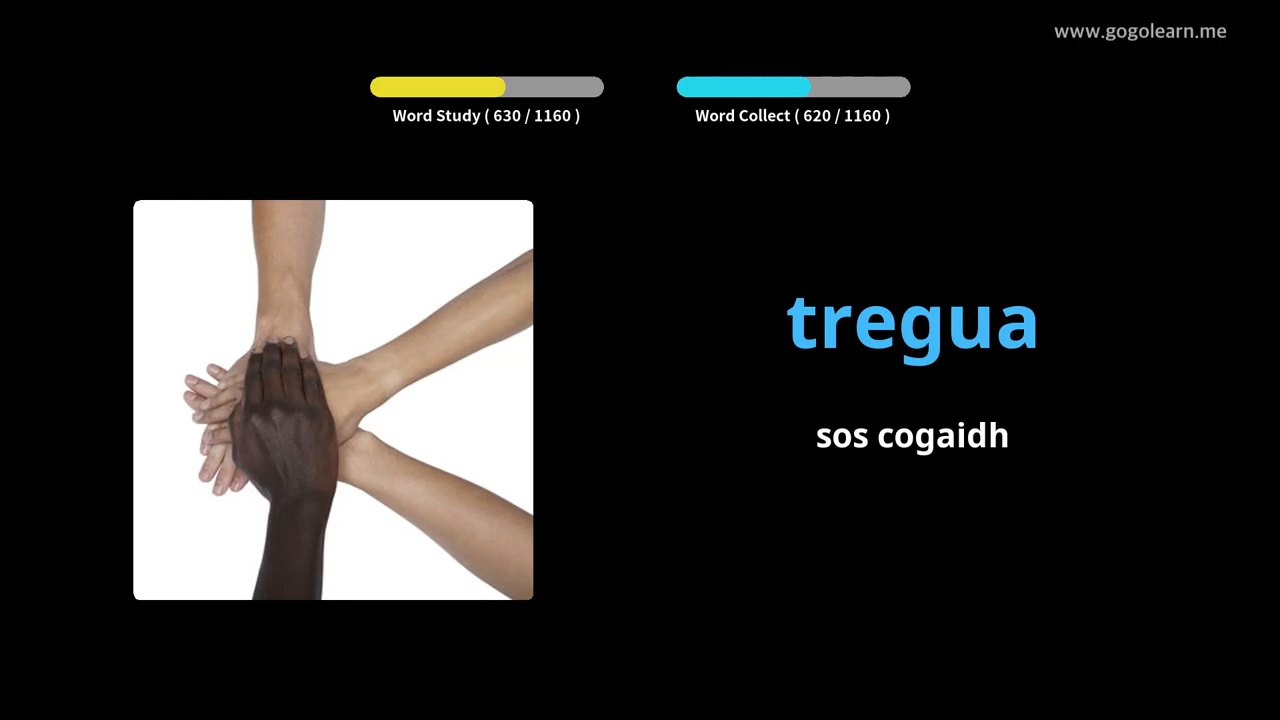 www.gogolearn.me
Word Study ( 630 / 1160 )
Word Collect ( 620 / 1160 )
tregua
sos cogaidh